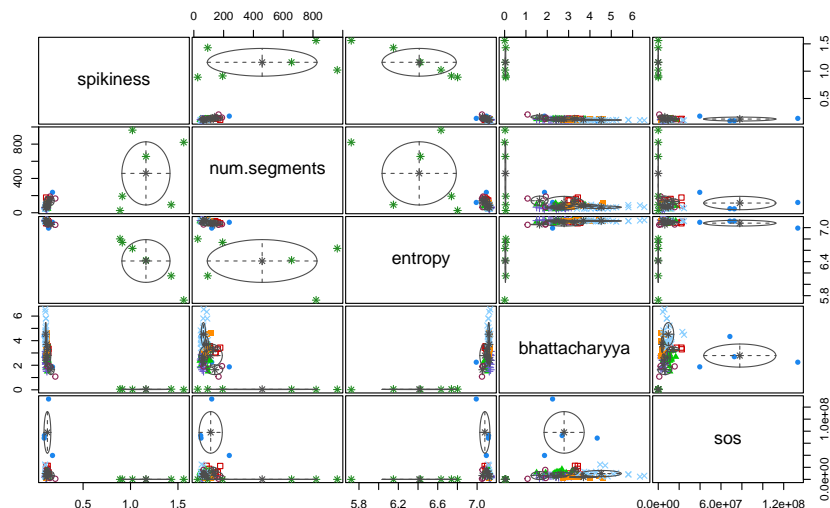 0 200 400 600 800
0 1 2 3 4 5 6
spikiness
0.5 1.0 1.5
num.segments
0 400 800
entropy
5.8 6.4 7.0
bhattacharyya
0 2 4 6
sos
0.0e+00 1.0e+08
0.5 1.0 1.5
5.8 6.2 6.6 7.0
0.0e+00 6.0e+07 1.2e+08